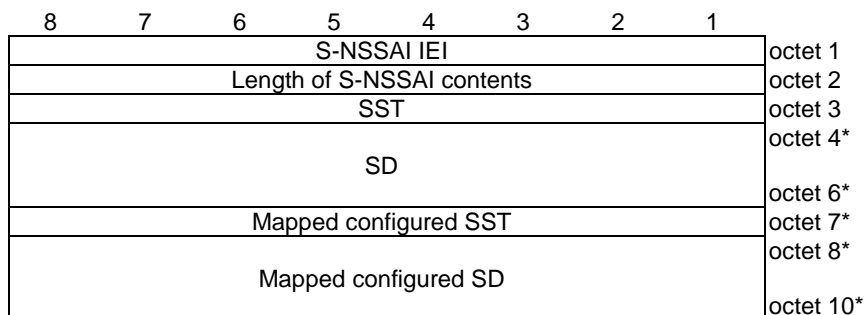 8 7 6 5 4 3 2 1
S-NSSAI IEI octet 1
Length of S-NSSAI contents octet 2
SST octet 3
octet 4*
SD
octet 6*
Mapped configured SST octet 7*
octet 8*
Mapped configured SD
octet 10*